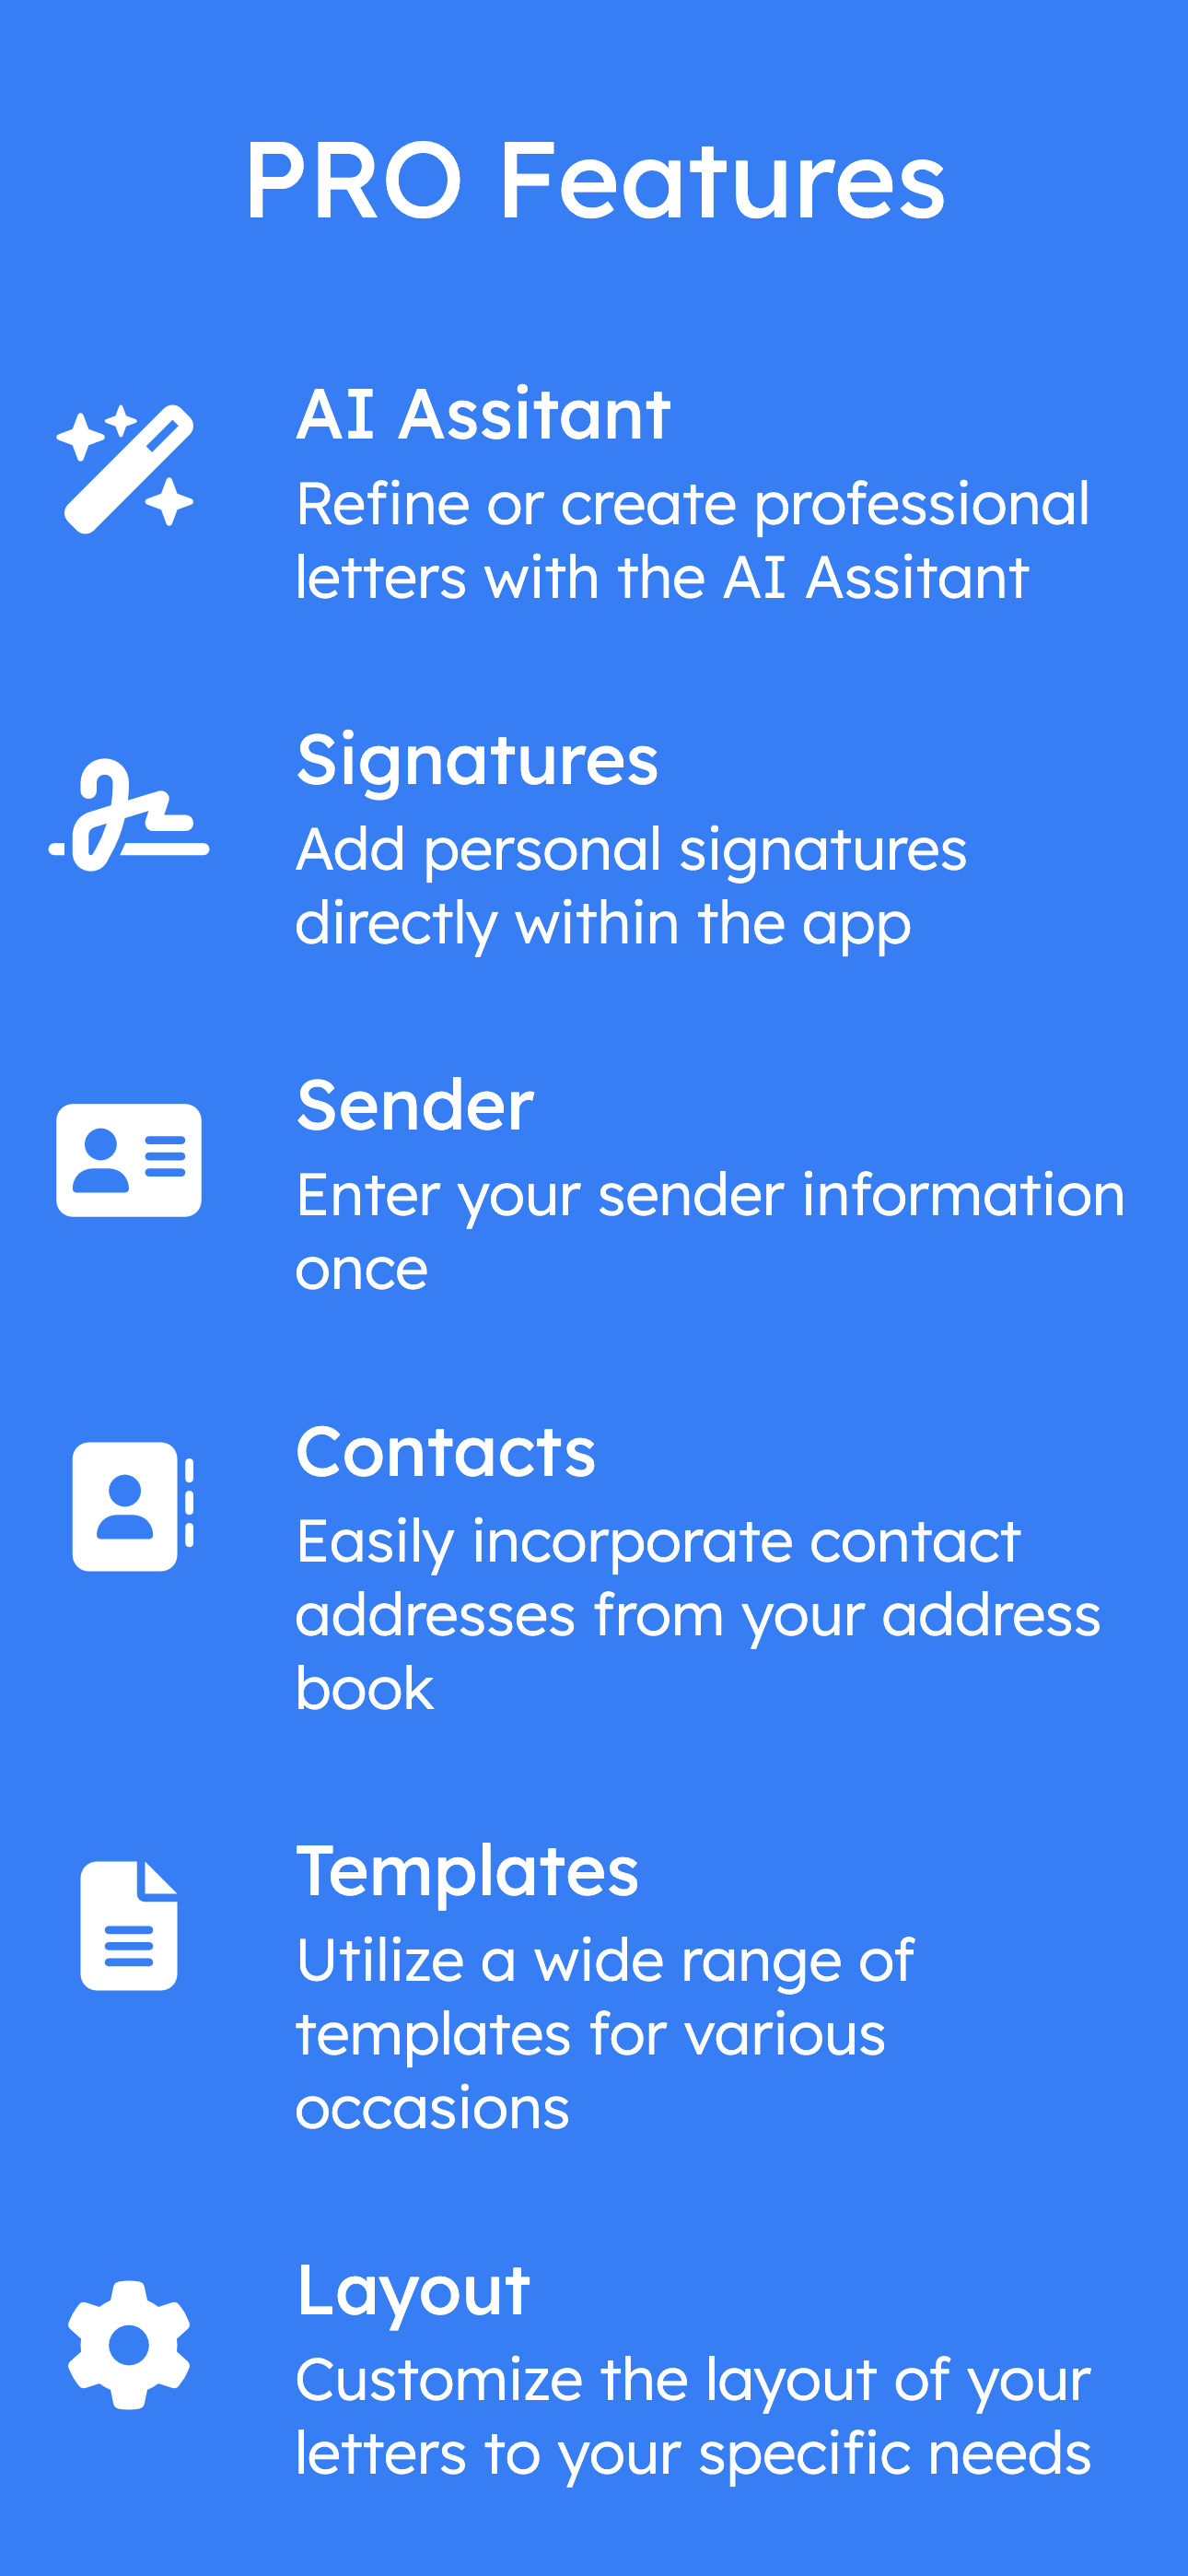 PRO Features
AI Assitant
Refine or create professional
letters with the AI Assitant
Signatures
Add personal signatures
directly within the app
Sender
Enter your sender information
once
Contacts
Easily incorporate contact
addresses from your address
book
Templates
Utilize a wide range of
templates for various
occasions
Layout
Customize the layout of your
letters to your specific needs